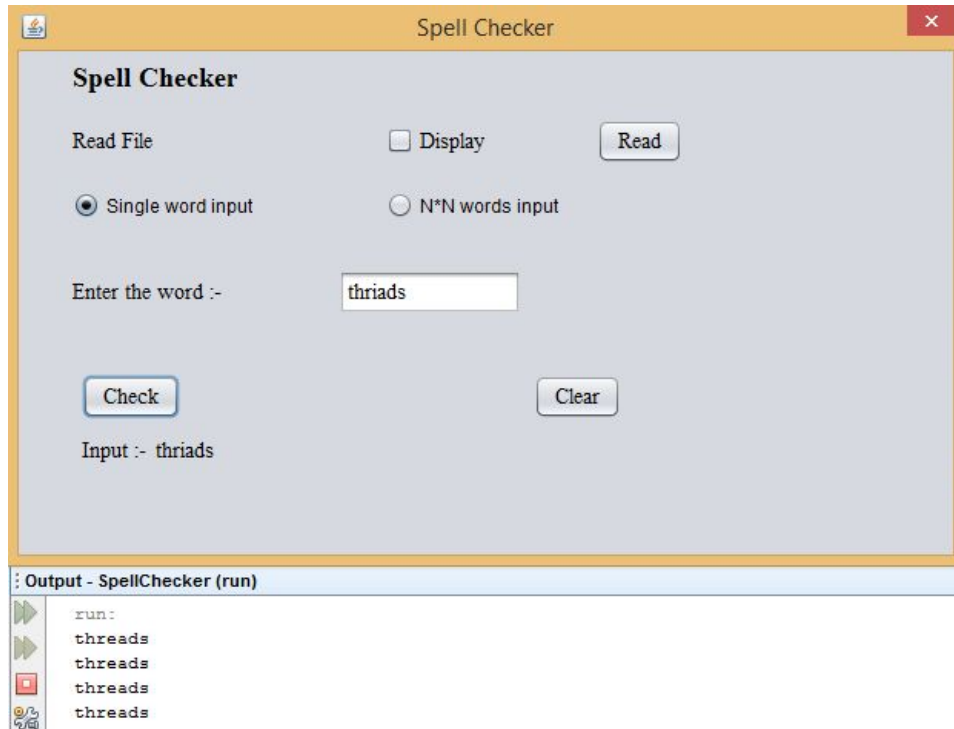 Spell Checker
Spell Checker
Read File Display Read
Single word input N*N words input
Enter the word :- thriads
Check Clear
Input :- thriads
Output - SpellChecker (run)
run:
threads
threads
threads
threads